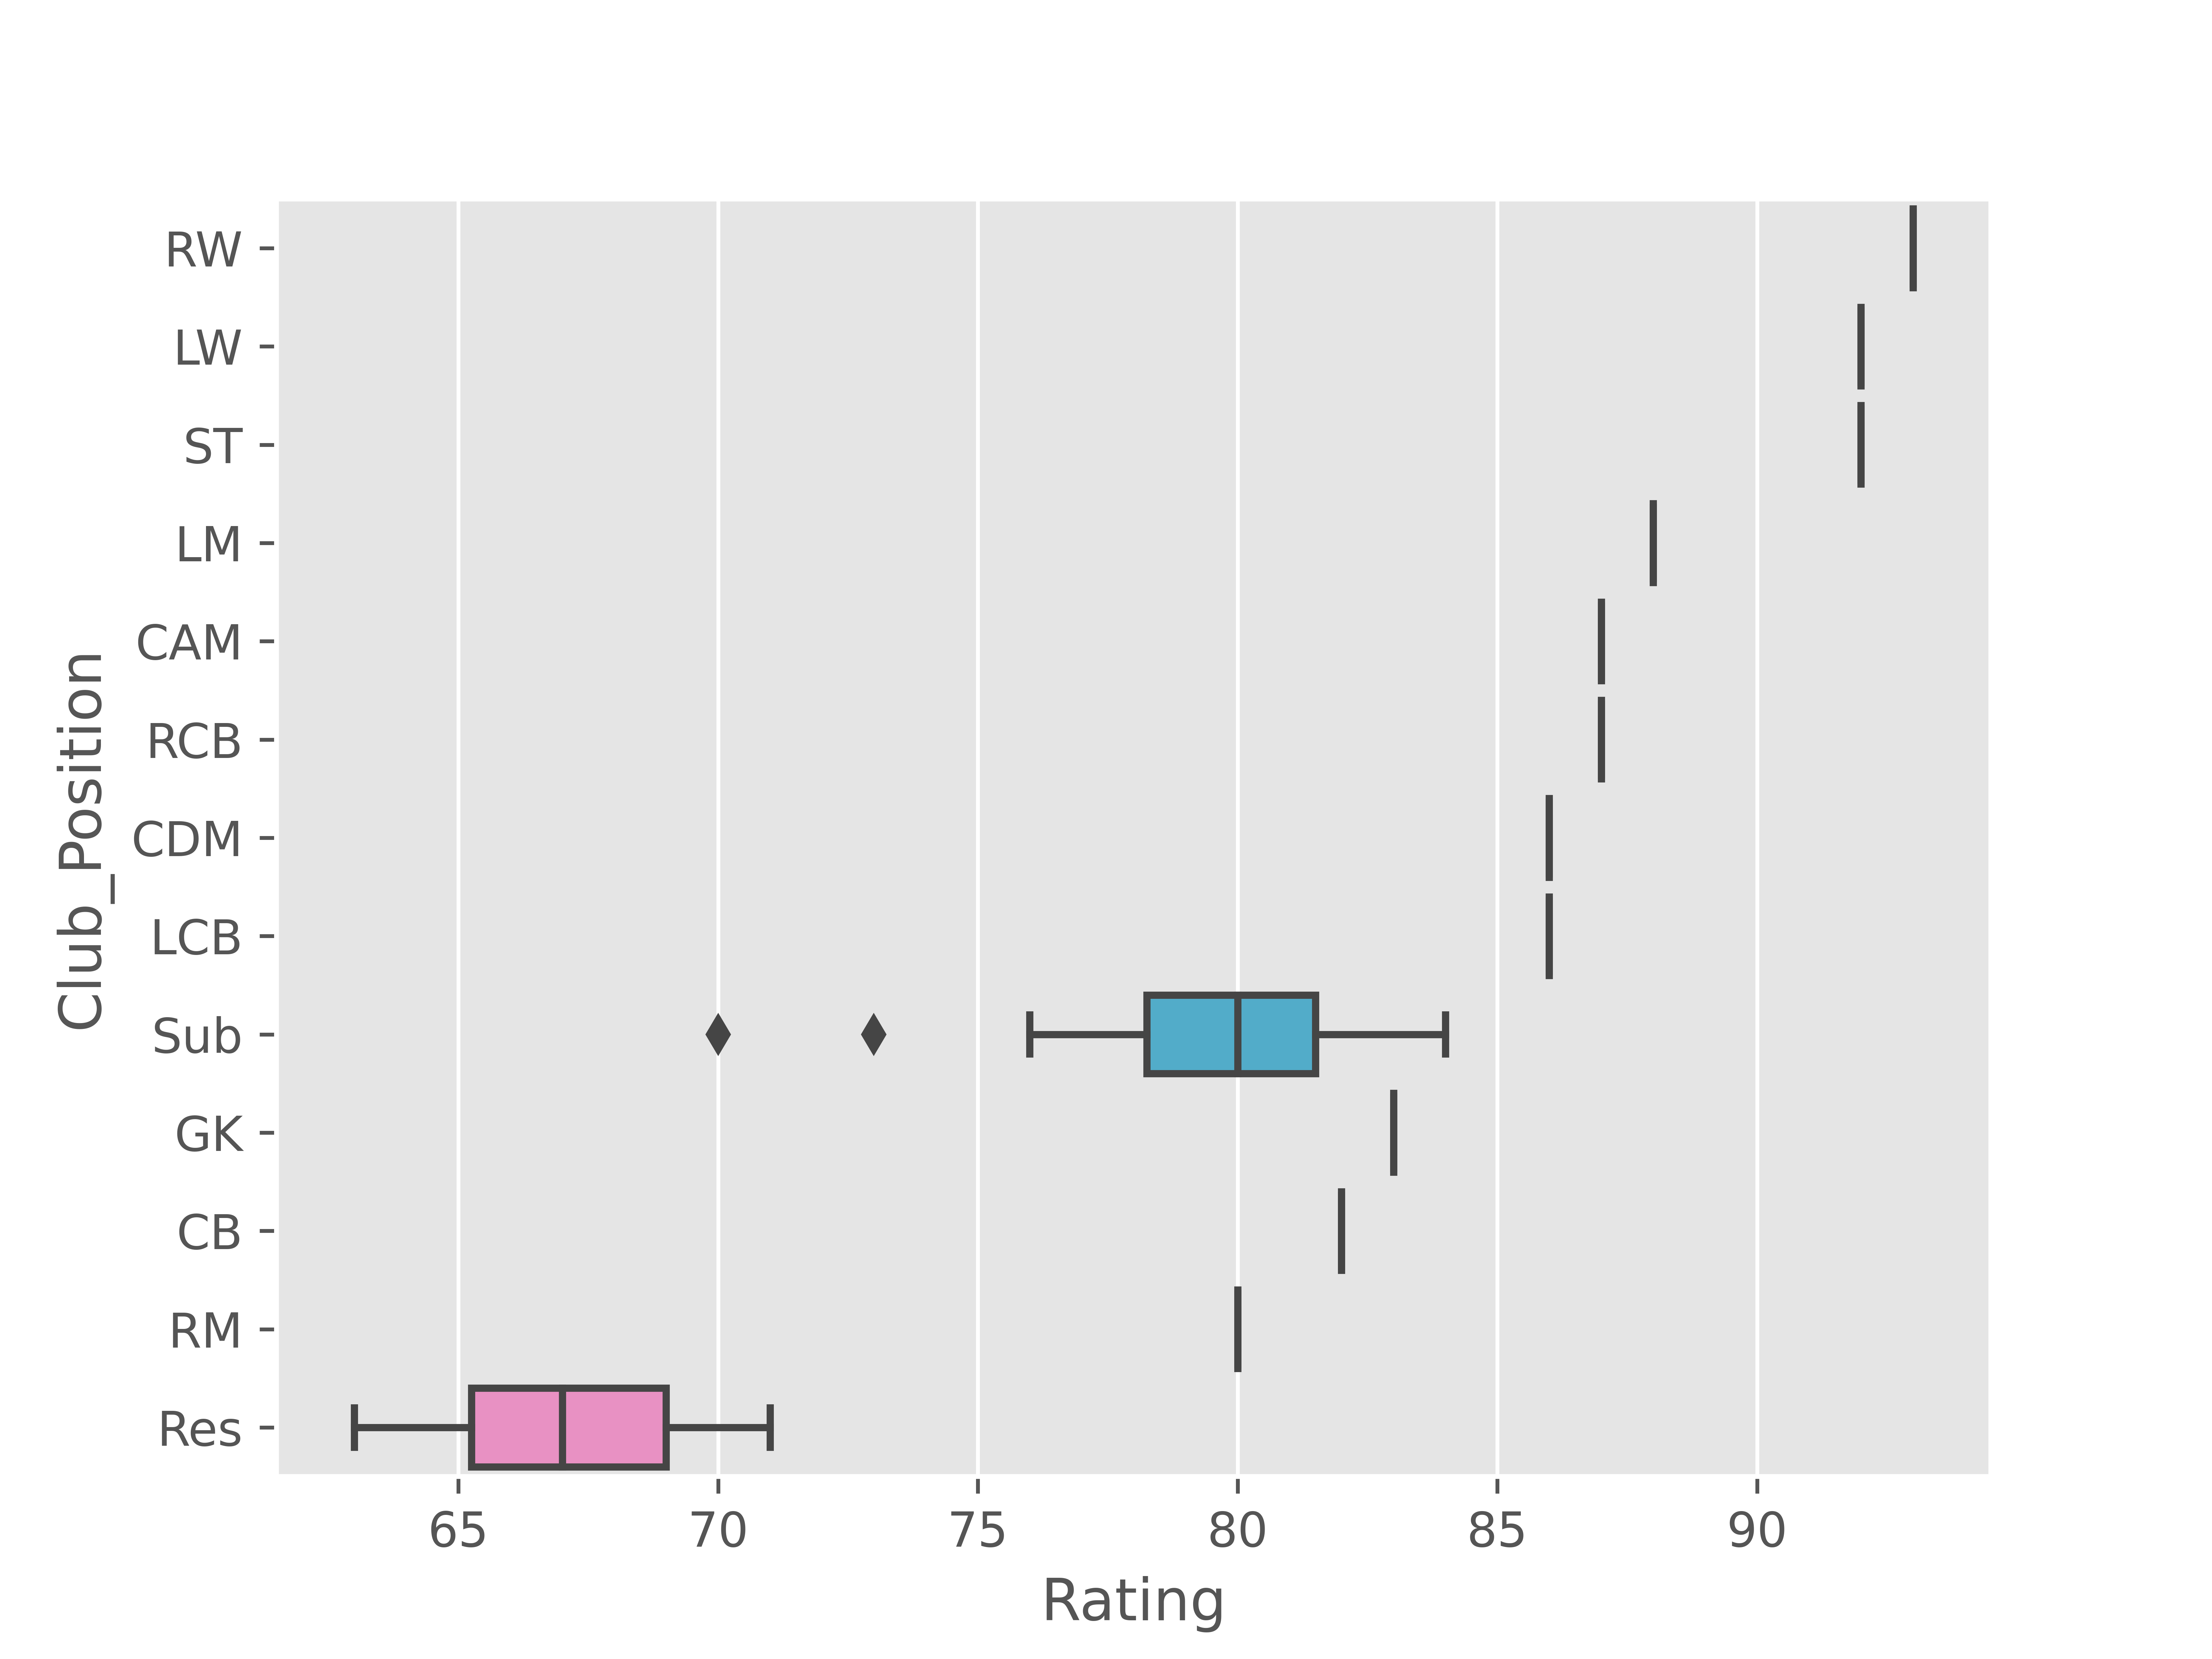 RW
LW
ST
LM
CAM
RCB
CDM
LCB
Sub
GK
CB
RM
Res
Club_Position
65 70 75 80 85 90
Rating